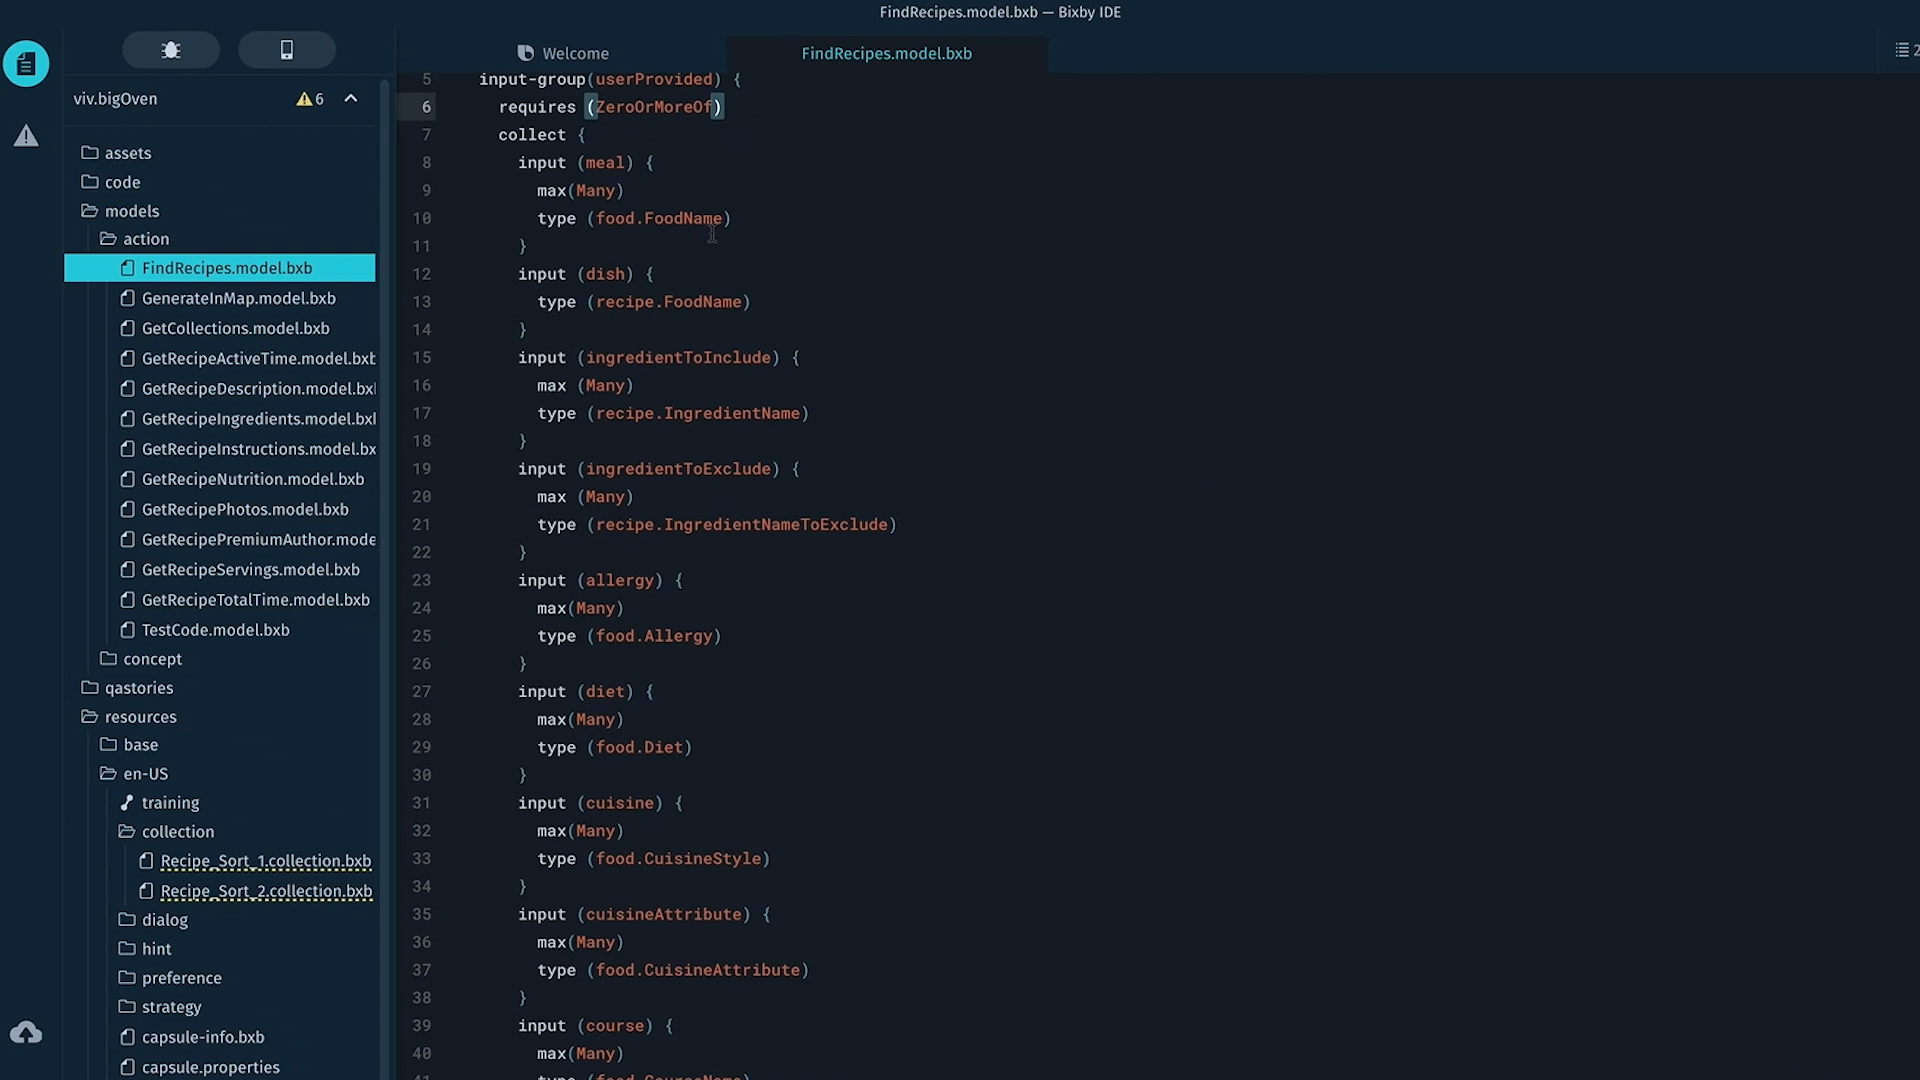 FindRecipes.model.bxb — Bixby IDE
Welcome
FindRecipes.model.bxb
2
viv.bigOven
6
assets
code
models
action
FindRecipes.model.bxb
GenerateInMap.model.bxb
GetCollections.model.bxb
GetRecipeActiveTime.model.bxb
GetRecipeDescription.model.bx
GetRecipeIngredients.model.bx
GetRecipeInstructions.model.bx
GetRecipeNutrition.model.bxb
GetRecipePhotos.model.bxb
GetRecipePremiumAuthor.mode
GetRecipeServings.model.bxb
GetRecipeTotalTime.model.bxb
TestCode.model.bxb
concept
qastories
resources
base
en-US
training
collection
Recipe_Sort_1.collection.bxb
Recipe_Sort_2.collection.bxb
dialog
hint
preference
strategy
capsule-info.bxb
capsule.properties
5 input-group(userProvided) {
6 requires (ZeroOrMoreOf)
7 collect {
8 input (meal) {
9 max(Many)
10 type (food.FoodName)
11 }
12 input (dish) {
13 type (recipe.FoodName)
14 }
15 input (ingredientToInclude) {
16 max (Many)
17 type (recipe.IngredientName)
18 }
19 input (ingredientToExclude) {
20 max (Many)
21 type (recipe.IngredientNameToExclude)
22 }
23 input (allergy) {
24 max(Many)
25 type (food.Allergy)
26 }
27 input (diet) {
28 max(Many)
29 type (food.Diet)
30 }
31 input (cuisine) {
32 max(Many)
33 type (food.CuisineStyle)
34 }
35 input (cuisineAttribute) {
36 max(Many)
37 type (food.CuisineAttribute)
38 }
39 input (course) {
40 max(Many)
41 type (food.CourseName)